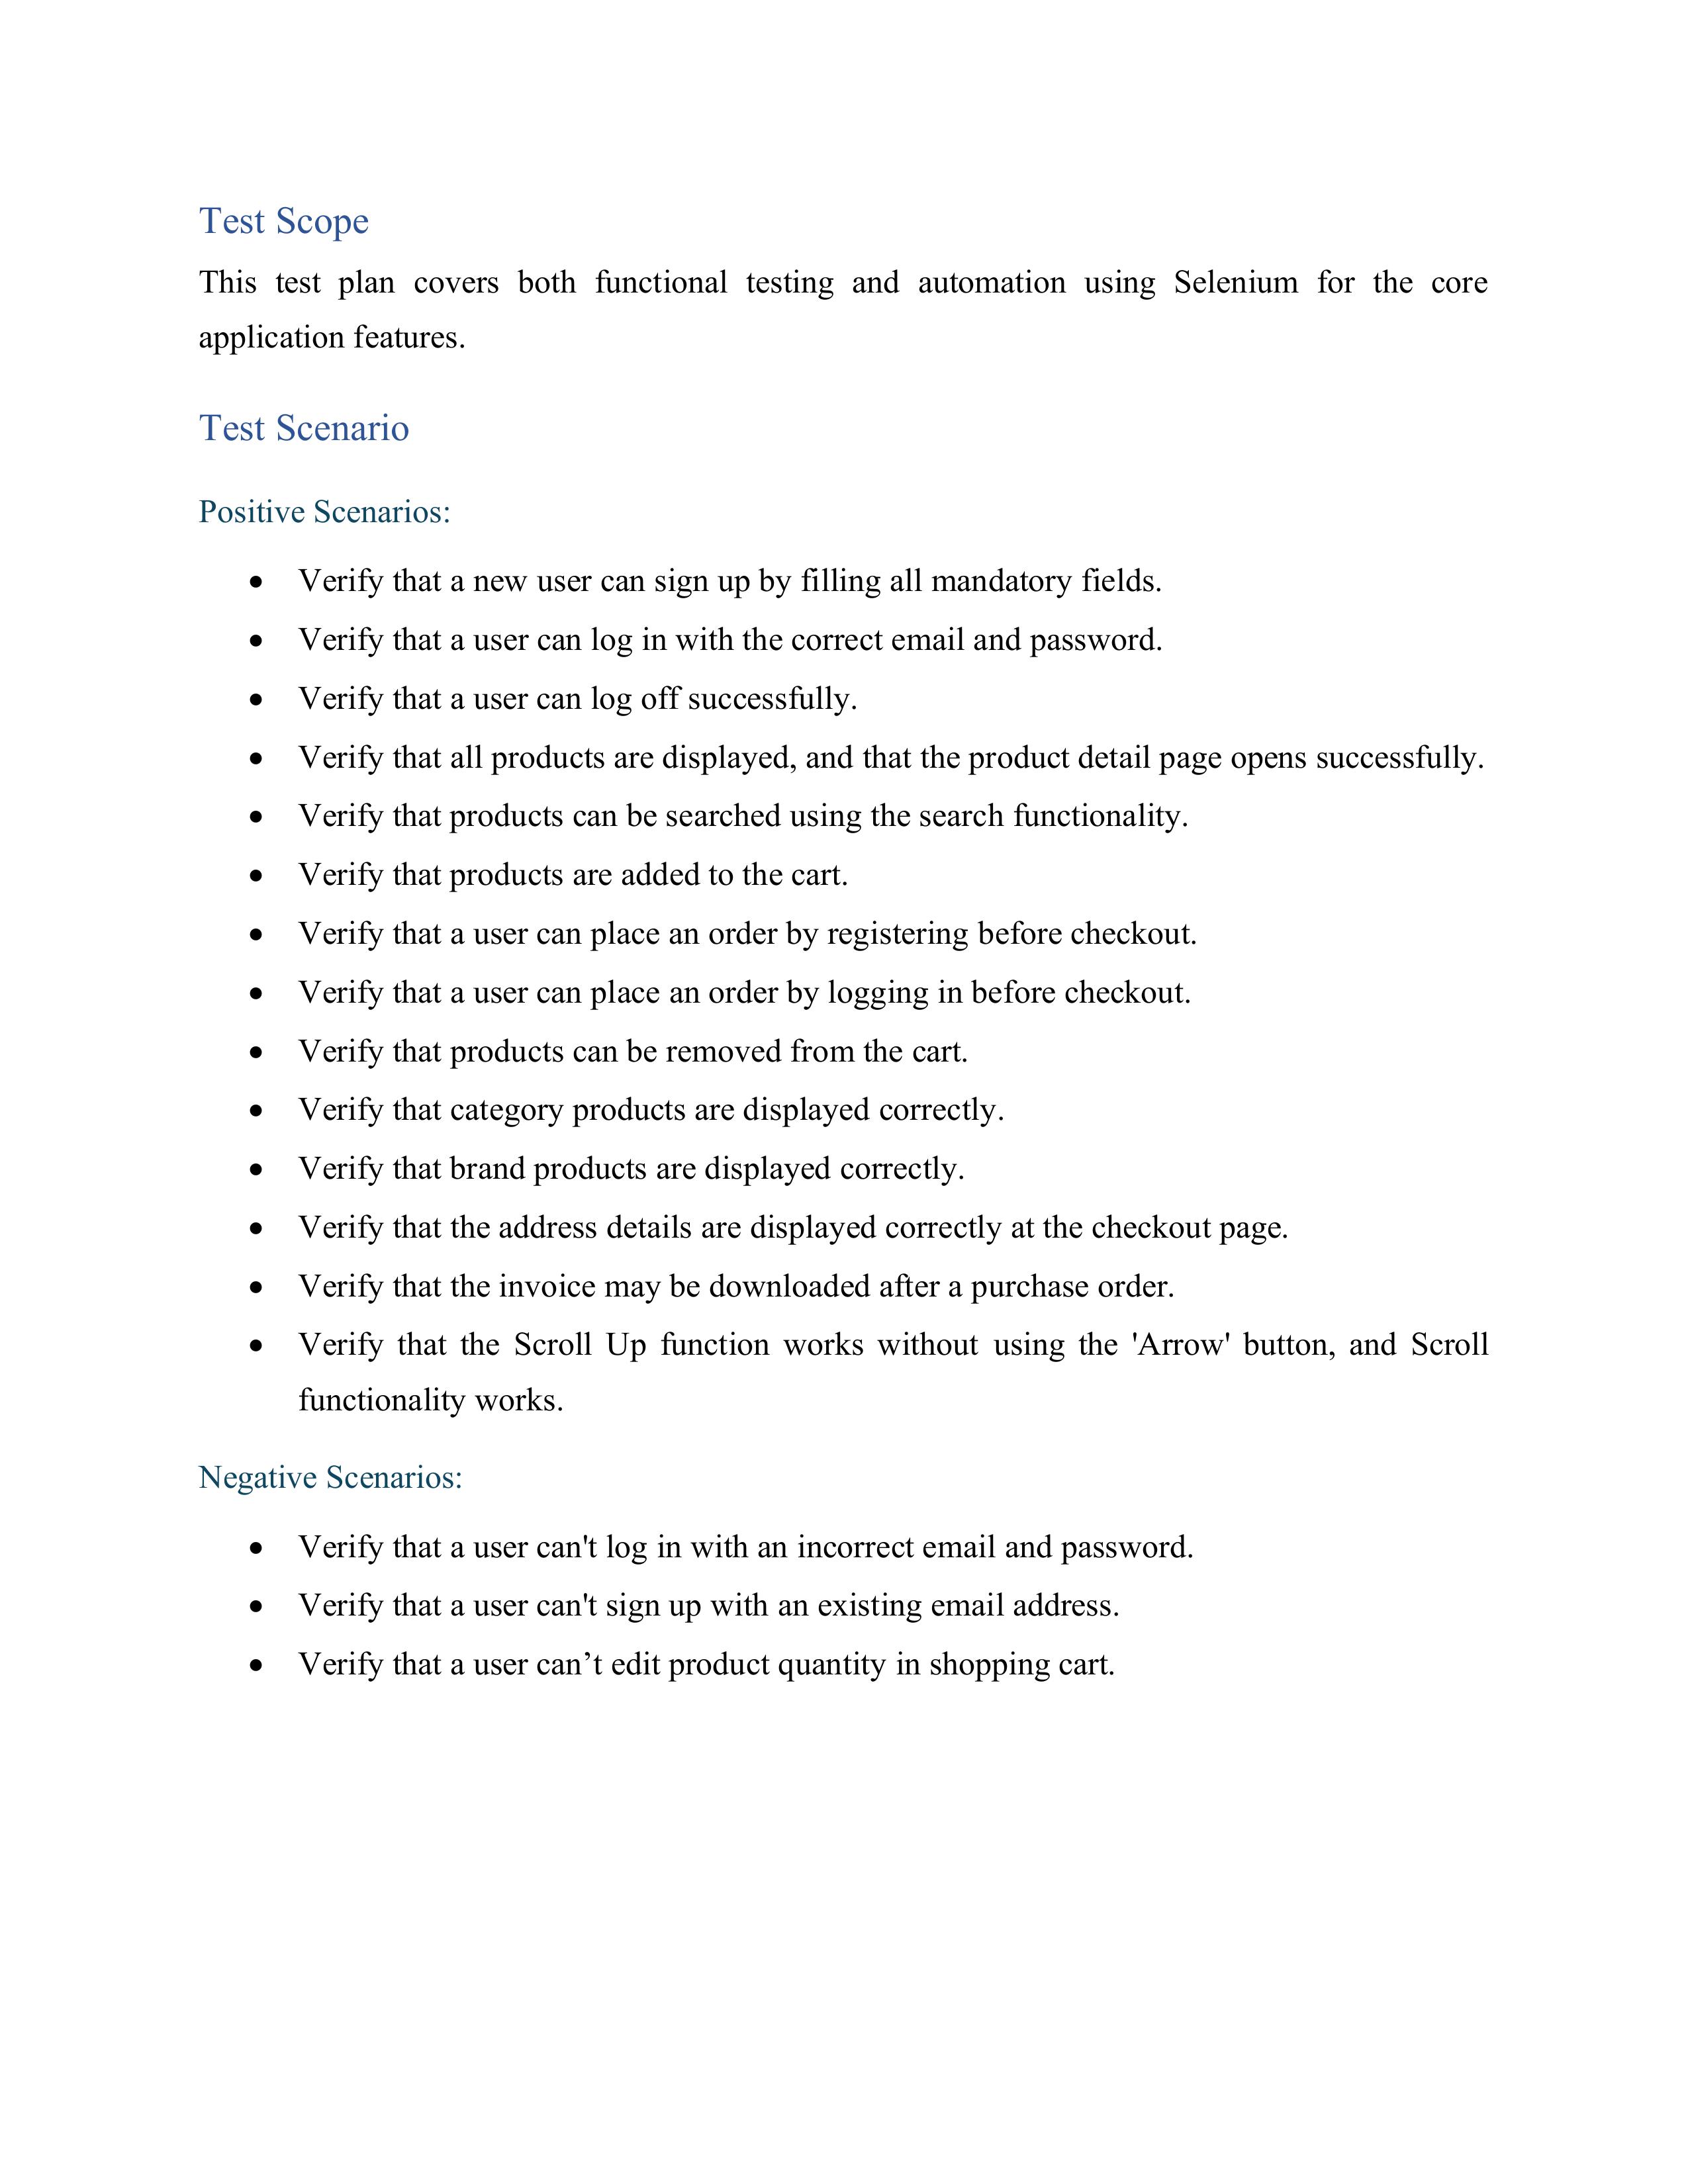 Test Scope
This test plan covers both functional testing and automation using Selenium for the core
application features.
Test Scenario
Positive Scenarios:
• Verify that a new user can sign up by filling all mandatory fields.
• Verify that a user can log in with the correct email and password.
• Verify that a user can log off successfully.
• Verify that all products are displayed, and that the product detail page opens successfully.
• Verify that products can be searched using the search functionality.
• Verify that products are added to the cart.
• Verify that a user can place an order by registering before checkout.
• Verify that a user can place an order by logging in before checkout.
• Verify that products can be removed from the cart.
• Verify that category products are displayed correctly.
• Verify that brand products are displayed correctly.
• Verify that the address details are displayed correctly at the checkout page.
• Verify that the invoice may be downloaded after a purchase order.
• Verify that the Scroll Up function works without using the 'Arrow' button, and Scroll
functionality works.
Negative Scenarios:
• Verify that a user can't log in with an incorrect email and password.
• Verify that a user can't sign up with an existing email address.
• Verify that a user can’t edit product quantity in shopping cart.